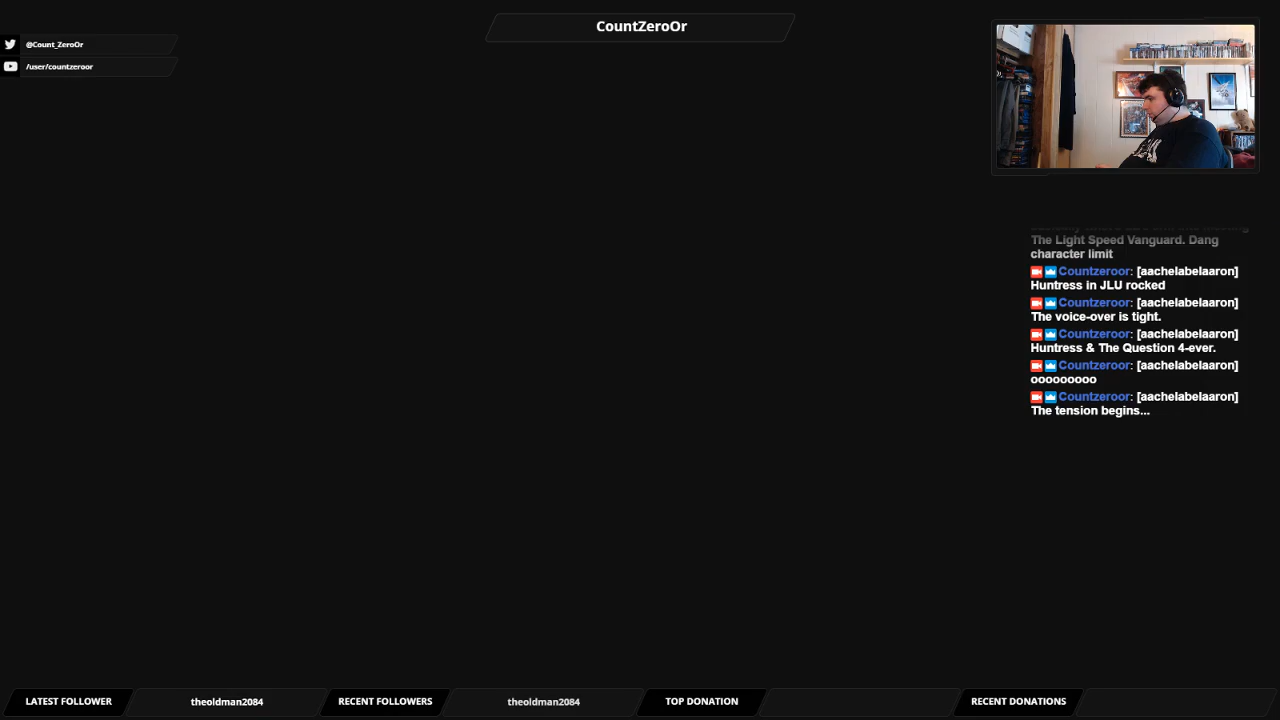 CountZeroOr
@Count_ZeroOr
/user/countzeroor
The Light Speed Vanguard. Dang
character limit
Countzeroor: [aachelabelaaron]
Huntress in JLU rocked
Countzeroor: [aachelabelaaron]
The voice-over is tight.
Countzeroor: [aachelabelaaron]
Huntress & The Question 4-ever.
Countzeroor: [aachelabelaaron]
ooooooooo
Countzeroor: [aachelabelaaron]
The tension begins...
LATEST FOLLOWER theoldman2084 RECENT FOLLOWERS theoldman2084 TOP DONATION RECENT DONATIONS